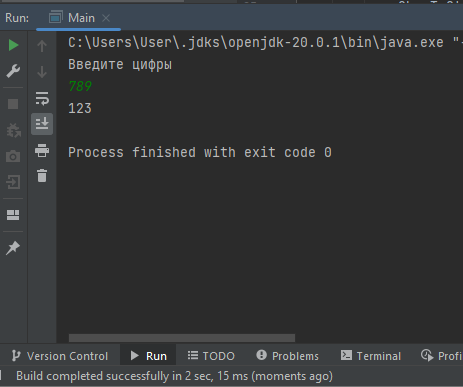 Run: Main
C:\Users\User\.jdks\openjdk-20.0.1\bin\java.exe "-
Введите цифры
789
123
Process finished with exit code 0
Version Control Run TODO Problems Terminal Profi
Build completed successfully in 2 sec, 15 ms (moments ago)